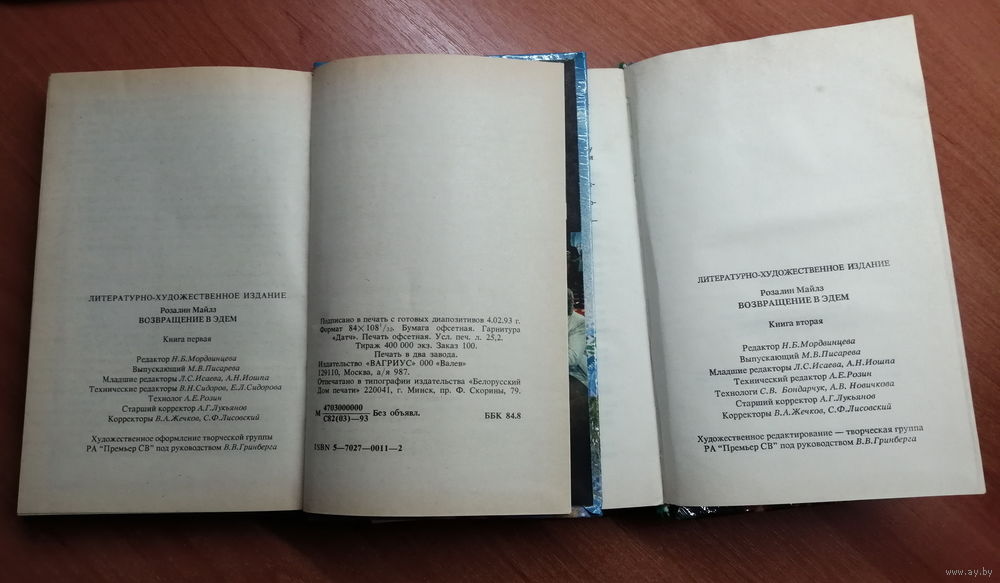 ЛИТЕРАТУРНО-ХУДОЖЕСТВЕННОЕ ИЗДАНИЕ
Розалин Майлз
ВОЗВРАЩЕНИЕ В ЭДЕМ
Книга первая
Редактор Н.Б.Мордвинцева
Выпускающий М.В.Писарева
Младшие редакторы Л.С.Исаева, А.Н.Иошпа
Технические редакторы В.Н.Сидоров, Е.Л.Сидорова
Технолог А.Е.Розин
Старший корректор А.Г.Лукьянов
Корректоры В.А.Жечков, С.Ф.Лисовский
Художественное оформление творческой группы
РА "Премьер СВ" под руководством В.В.Гринберга
Подписано в печать с готовых диапозитивов 4.02.93 г.
Формат 84×108¹/₃₂. Бумага офсетная. Гарнитура
«Датч». Печать офсетная. Усл. печ. л. 25,2.
Тираж 400 000 экз. Заказ 100.
Печать в два завода.
Издательство «ВАГРИУС» ООО «Валев»
129110, Москва, а/я 987.
Отпечатано в типографии издательства «Белорусский
Дом печати» 220041, г. Минск, пр. Ф. Скорины, 79.
М 4703000000
С82(03)—93 Без объявл. ББК 84.8
ISBN 5—7027—0011—2
ЛИТЕРАТУРНО-ХУДОЖЕСТВЕННОЕ ИЗДАНИЕ
Розалин Майлз
ВОЗВРАЩЕНИЕ В ЭДЕМ
Книга вторая
Редактор Н.Б.Мордвинцева
Выпускающий М.В.Писарева
Младшие редакторы Л.С.Исаева, А.Н.Иошпа
Технический редактор А.Е.Розин
Технологи С.В. Бондарчук, А.В. Новичкова
Старший корректор А.Г.Лукьянов
Корректоры В.А.Жечков, С.Ф.Лисовский
Художественное редактирование — творческая группа
РА "Премьер СВ" под руководством В.В.Гринберга
www.ay.by